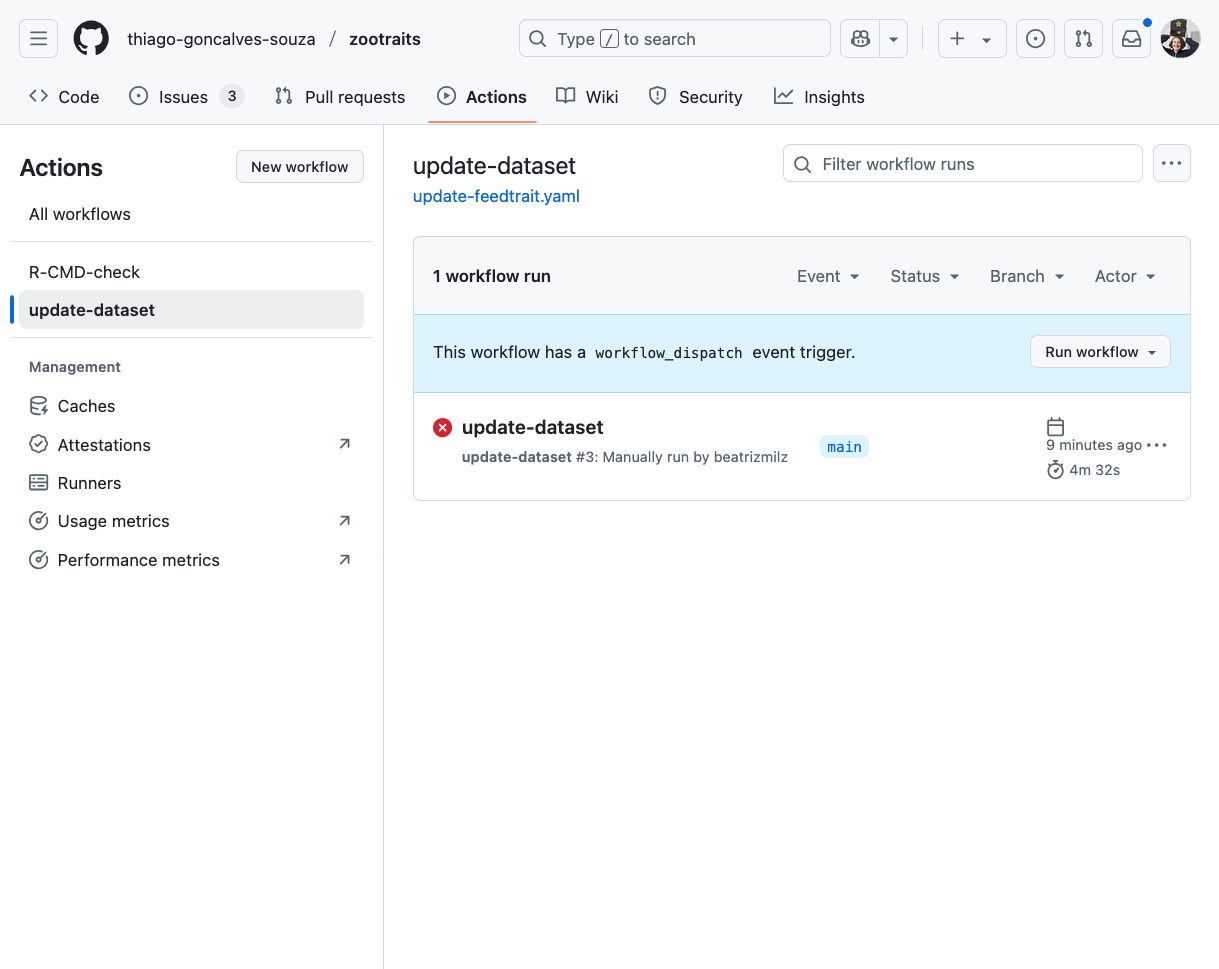 thiago-goncalves-souza / zootraits
Type / to search
Code
Issues 3
Pull requests
Actions
Wiki
Security
Insights
Actions
New workflow
All workflows
R-CMD-check
update-dataset
Management
Caches
Attestations
Runners
Usage metrics
Performance metrics
update-dataset
update-feedtrait.yaml
Filter workflow runs
1 workflow run
Event
Status
Branch
Actor
This workflow has a workflow_dispatch event trigger.
Run workflow
update-dataset
update-dataset #3: Manually run by beatrizmilz
main
9 minutes ago
4m 32s